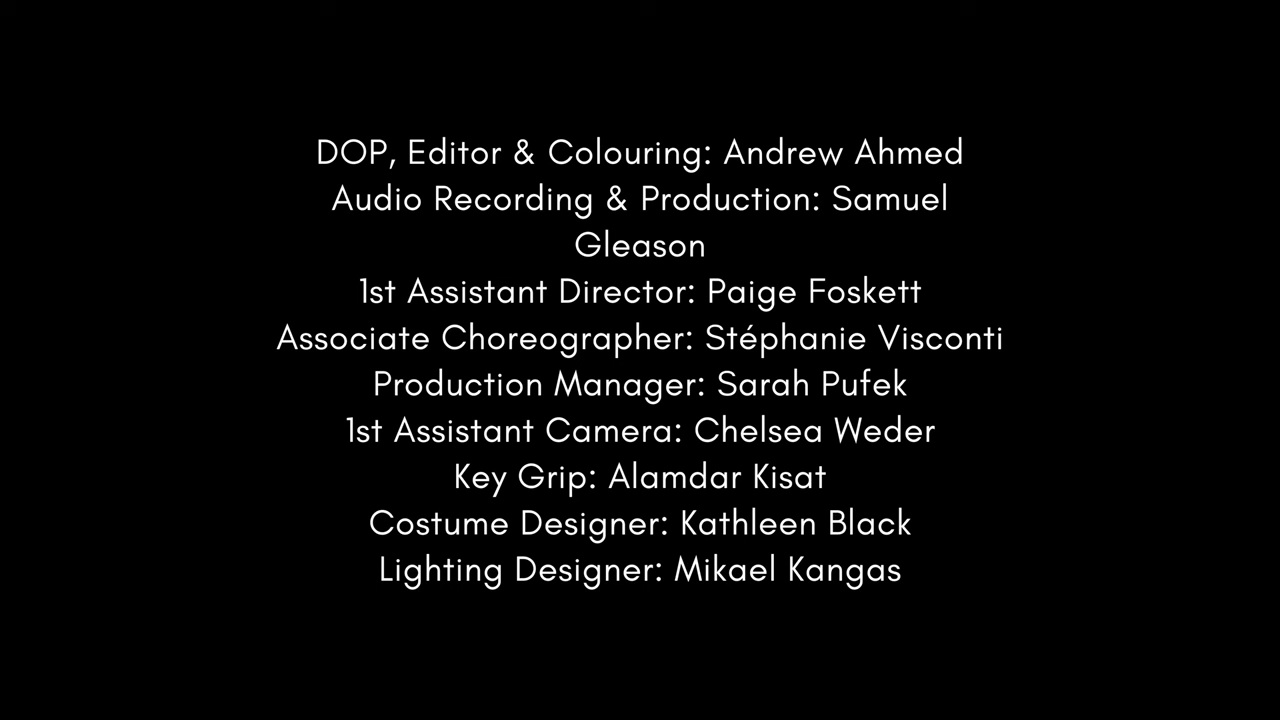 DOP, Editor & Colouring: Andrew Ahmed
Audio Recording & Production: Samuel
Gleason
1st Assistant Director: Paige Foskett
Associate Choreographer: Stéphanie Visconti
Production Manager: Sarah Pufek
1st Assistant Camera: Chelsea Weder
Key Grip: Alamdar Kisat
Costume Designer: Kathleen Black
Lighting Designer: Mikael Kangas